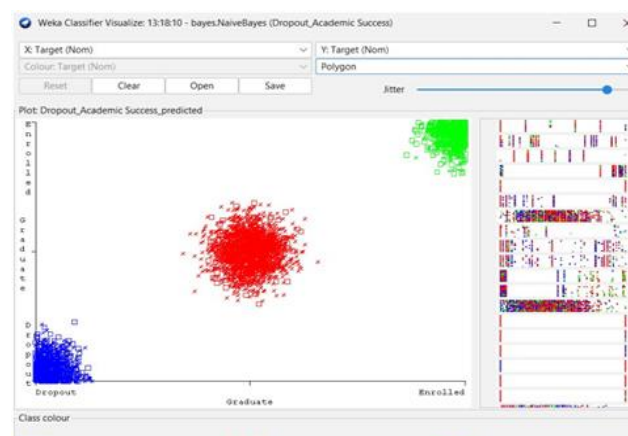 Weka Classifier Visualize: 13:18:10 - bayes.NaiveBayes (Dropout_Academic Success)
X: Target (Nom)
Y: Target (Nom)
Colour: Target (Nom)
Polygon
Reset
Clear
Open
Save
Jitter
Plot: Dropout_Academic Success_predicted
Enrolled
Graduate
Dropout
Dropout
Graduate
Enrolled
Class colour